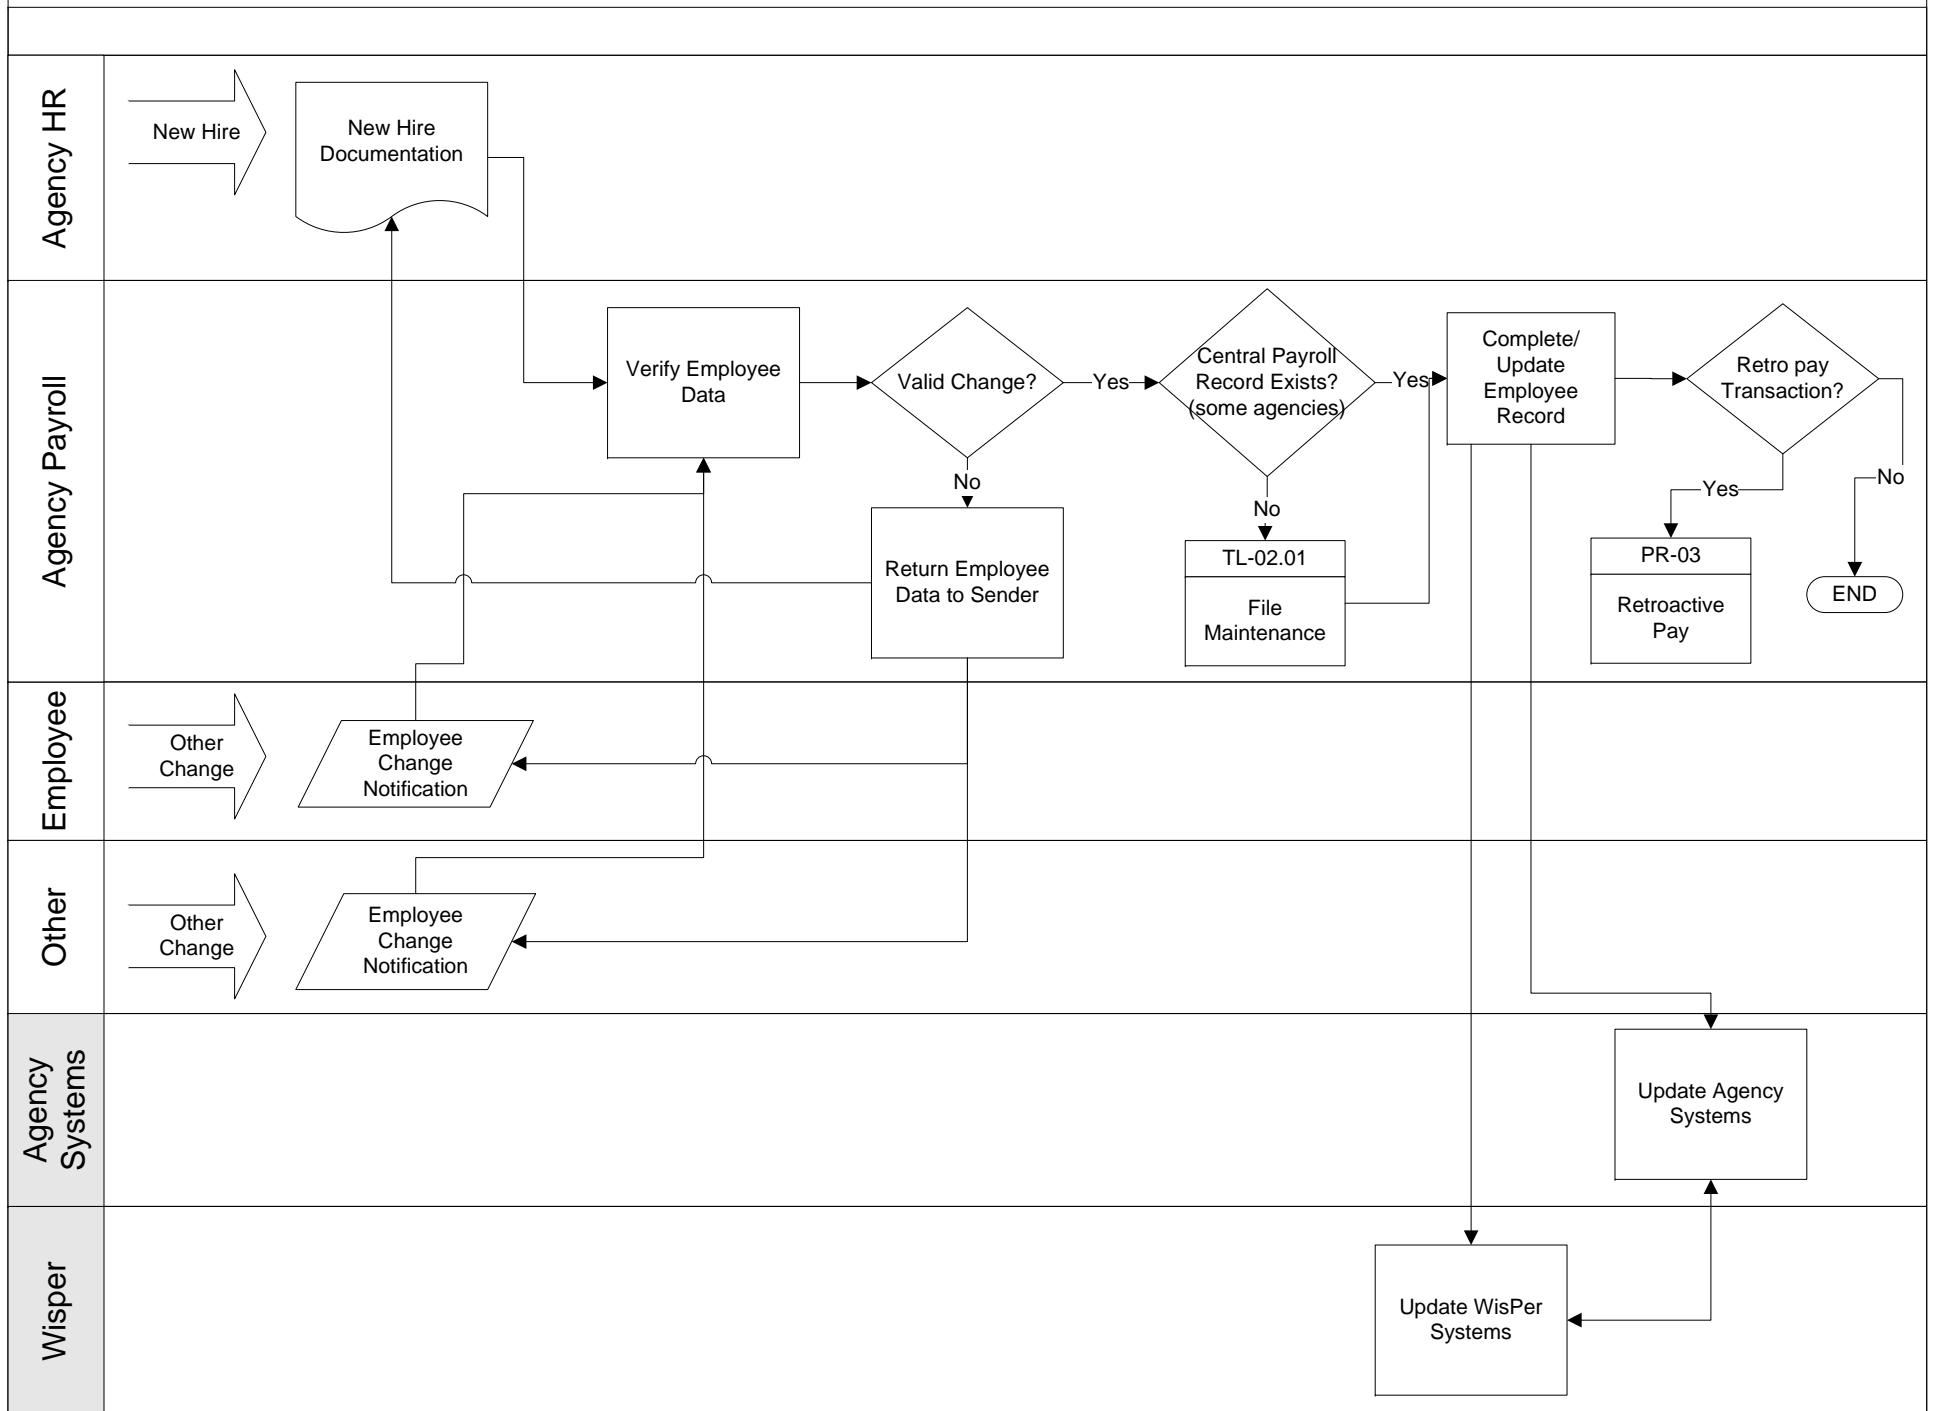 Agency HR
New Hire
New Hire
Documentation
Agency Payroll
Verify Employee
Data
Valid Change?
Yes
No
Return Employee
Data to Sender
Central Payroll
Record Exists?
(some agencies)
Yes
No
TL-02.01
File
Maintenance
Complete/
Update
Employee
Record
Retro pay
Transaction?
Yes
No
PR-03
Retroactive
Pay
END
Employee
Other
Change
Employee
Change
Notification
Other
Other
Change
Employee
Change
Notification
Agency
Systems
Update Agency
Systems
Wisper
Update WisPer
Systems